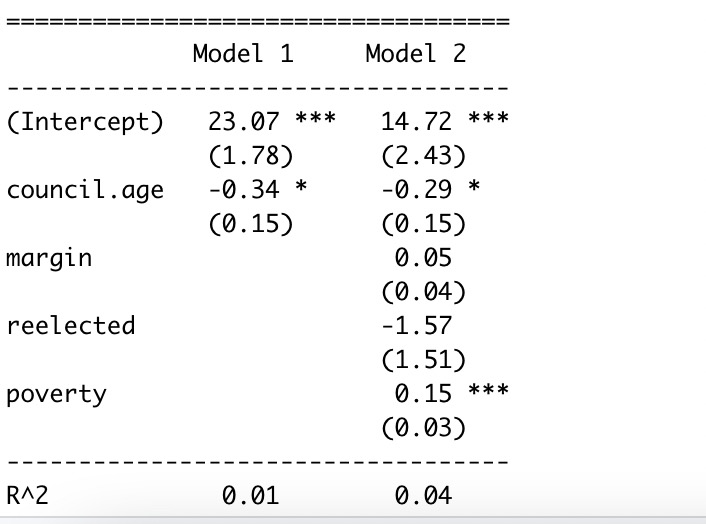 ===================================
             Model 1     Model 2
-----------------------------------
(Intercept)   23.07 ***   14.72 ***
              (1.78)      (2.43)
council.age   -0.34 *     -0.29 *
              (0.15)      (0.15)
margin                     0.05
                          (0.04)
reelected                 -1.57
                          (1.51)
poverty                    0.15 ***
                          (0.03)
-----------------------------------
R^2            0.01        0.04